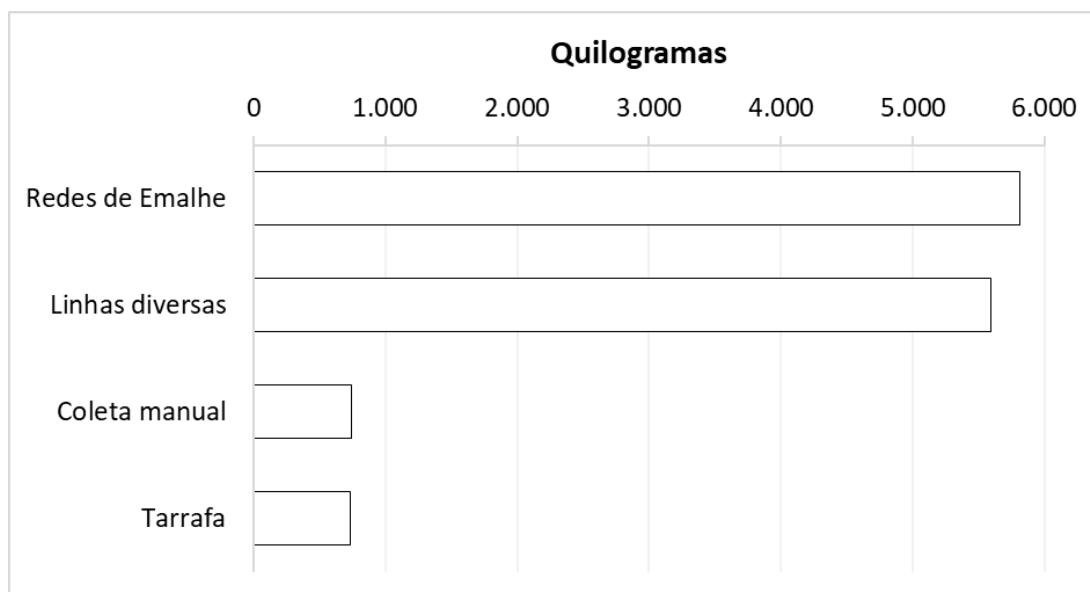 Quilogramas
0 1.000 2.000 3.000 4.000 5.000 6.000
Redes de Emalhe
Linhas diversas
Coleta manual
Tarrafa